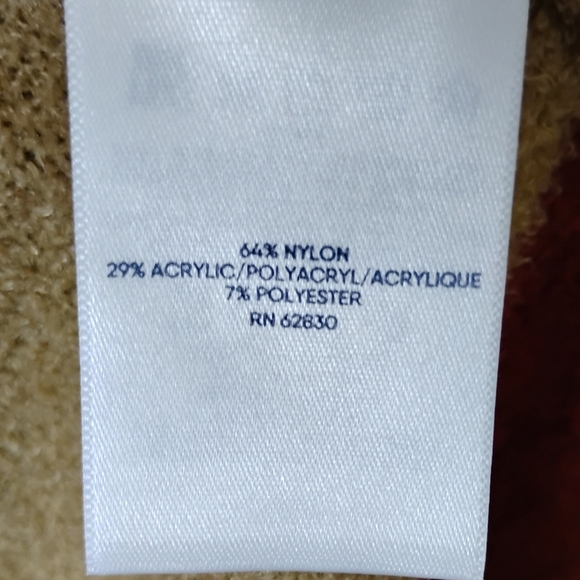 64% NYLON
29% ACRYLIC/POLYACRYL/ACRYLIQUE
7% POLYESTER
RN 62830